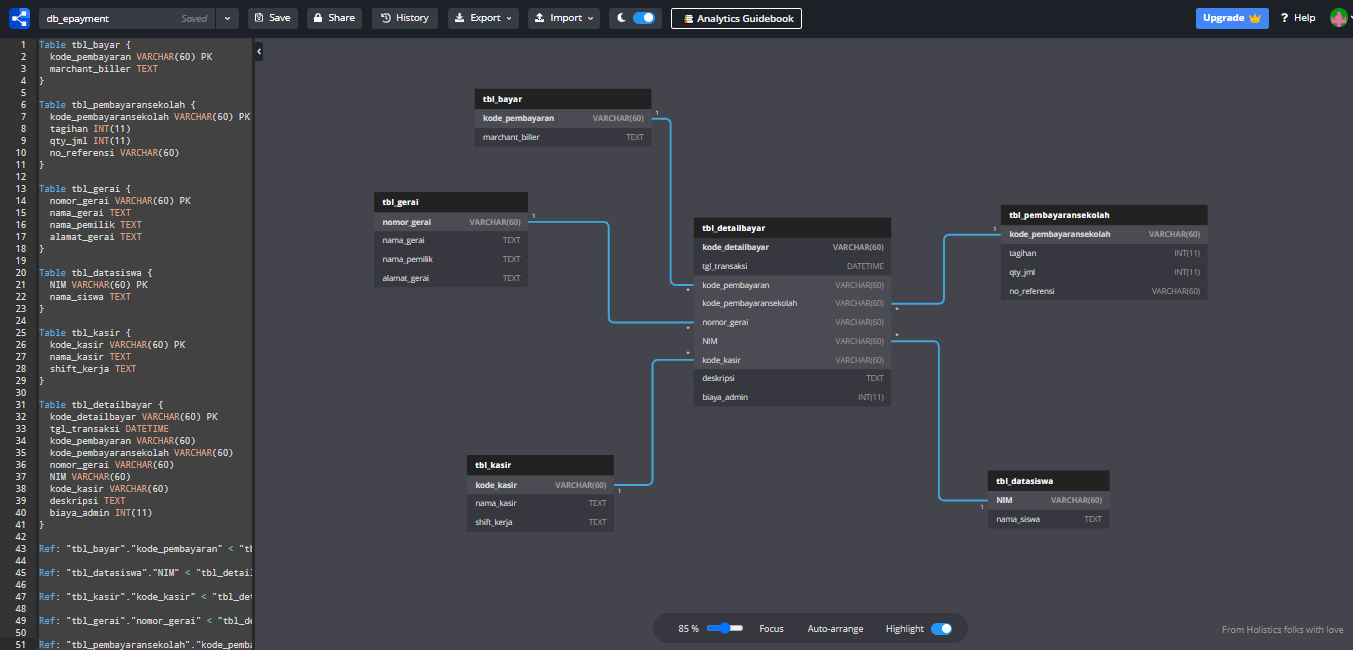 db_epayment Saved Save Share History Export Import Analytics Guidebook Upgrade ? Help
1 Table tbl_bayar {
2 kode_pembayaran VARCHAR(60) PK
3 marchant_biller TEXT
4 }
5
6 Table tbl_pembayaransekolah {
7 kode_pembayaransekolah VARCHAR(60) PK
8 tagihan INT(11)
9 qty_jml INT(11)
10 no_referensi VARCHAR(60)
11 }
12
13 Table tbl_gerai {
14 nomor_gerai VARCHAR(60) PK
15 nama_gerai TEXT
16 nama_pemilik TEXT
17 alamat_gerai TEXT
18 }
19
20 Table tbl_datasiswa {
21 NIM VARCHAR(60) PK
22 nama_siswa TEXT
23 }
24
25 Table tbl_kasir {
26 kode_kasir VARCHAR(60) PK
27 nama_kasir TEXT
28 shift_kerja TEXT
29 }
30
31 Table tbl_detailbayar {
32 kode_detailbayar VARCHAR(60) PK
33 tgl_transaksi DATETIME
34 kode_pembayaran VARCHAR(60)
35 kode_pembayaransekolah VARCHAR(60)
36 nomor_gerai VARCHAR(60)
37 NIM VARCHAR(60)
38 kode_kasir VARCHAR(60)
39 deskripsi TEXT
40 biaya_admin INT(11)
41 }
42
43 Ref: "tbl_bayar"."kode_pembayaran" < "tb
44
45 Ref: "tbl_datasiswa"."NIM" < "tbl_detail
46
47 Ref: "tbl_kasir"."kode_kasir" < "tbl_det
48
49 Ref: "tbl_gerai"."nomor_gerai" < "tbl_de
50
51 Ref: "tbl_pembayaransekolah"."kode_pemba
tbl_bayar
kode_pembayaran VARCHAR(60) 1
marchant_biller TEXT
tbl_gerai
nomor_gerai VARCHAR(60) 1
nama_gerai TEXT
nama_pemilik TEXT
alamat_gerai TEXT
tbl_detailbayar
kode_detailbayar VARCHAR(60)
tgl_transaksi DATETIME
* kode_pembayaran VARCHAR(60)
kode_pembayaransekolah VARCHAR(60) *
* nomor_gerai VARCHAR(60)
NIM VARCHAR(60) *
* kode_kasir VARCHAR(60)
deskripsi TEXT
biaya_admin INT(11)
tbl_pembayaransekolah
1 kode_pembayaransekolah VARCHAR(60)
tagihan INT(11)
qty_jml INT(11)
no_referensi VARCHAR(60)
tbl_kasir
kode_kasir VARCHAR(60) 1
nama_kasir TEXT
shift_kerja TEXT
tbl_datasiswa
1 NIM VARCHAR(60)
nama_siswa TEXT
85 % Focus Auto-arrange Highlight
From Holistics folks with love